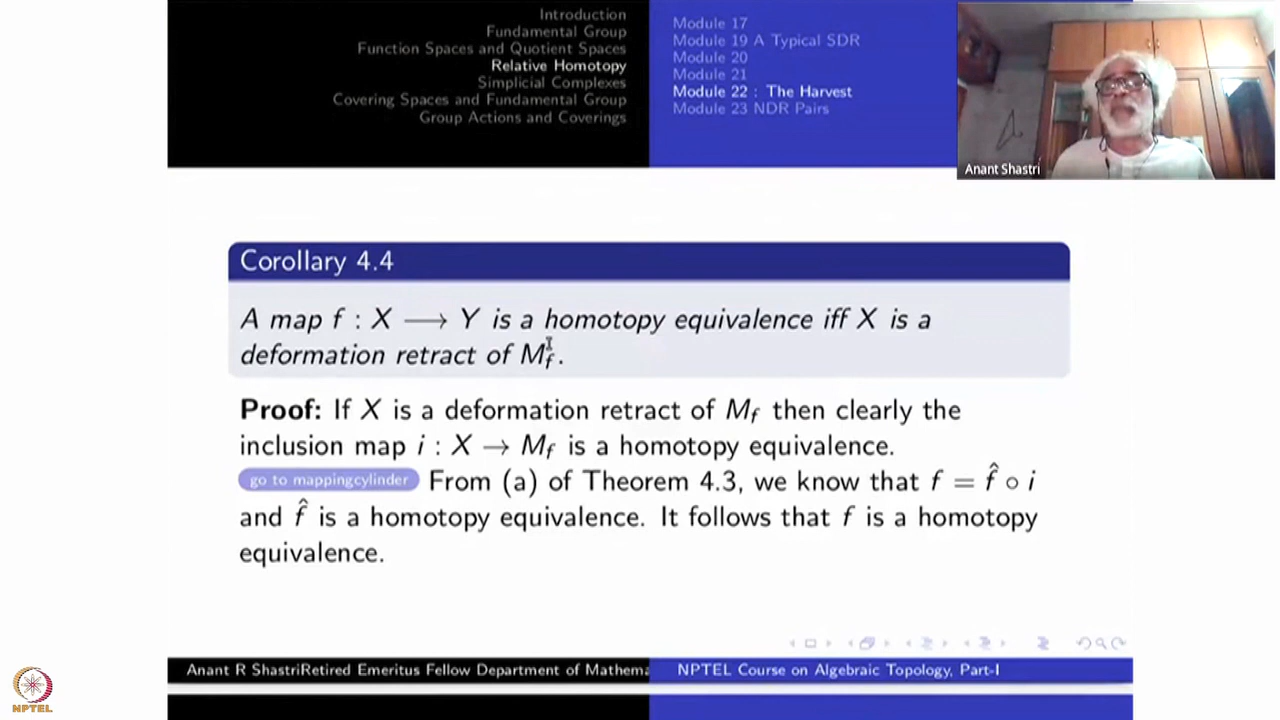 Introduction
Fundamental Group
Function Spaces and Quotient Spaces
Relative Homotopy
Simplicial Complexes
Covering Spaces and Fundamental Group
Group Actions and Coverings
Module 17
Module 19 A Typical SDR
Module 20
Module 21
Module 22 : The Harvest
Module 23 NDR Pairs
Anant Shastri
Corollary 4.4
A map f : X ⟶ Y is a homotopy equivalence iff X is a
deformation retract of M_f.
Proof: If X is a deformation retract of M_f then clearly the
inclusion map i : X → M_f is a homotopy equivalence.
go to mappingcylinder From (a) of Theorem 4.3, we know that f = f̂ ∘ i
and f̂ is a homotopy equivalence. It follows that f is a homotopy
equivalence.
Anant R ShastriRetired Emeritus Fellow Department of Mathema
NPTEL Course on Algebraic Topology, Part-I
NPTEL